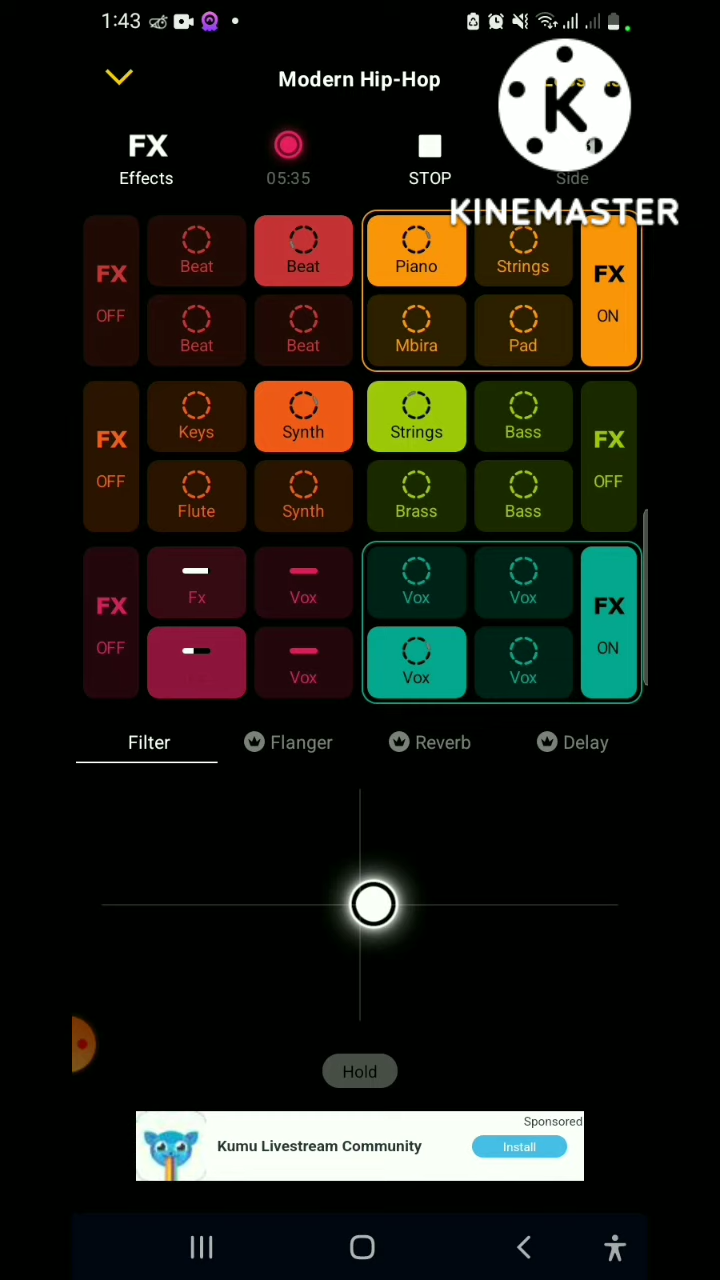 1:43
Modern Hip-Hop
K
KINEMASTER
FX
Effects
05:35
STOP
Side
FX
OFF
Beat
Beat
Piano
Strings
FX
ON
Beat
Beat
Mbira
Pad
FX
OFF
Keys
Synth
Strings
Bass
FX
OFF
Flute
Synth
Brass
Bass
FX
OFF
Fx
Vox
Vox
Vox
FX
ON
Vox
Vox
Vox
Filter
Flanger
Reverb
Delay
Hold
Sponsored
Kumu Livestream Community
Install